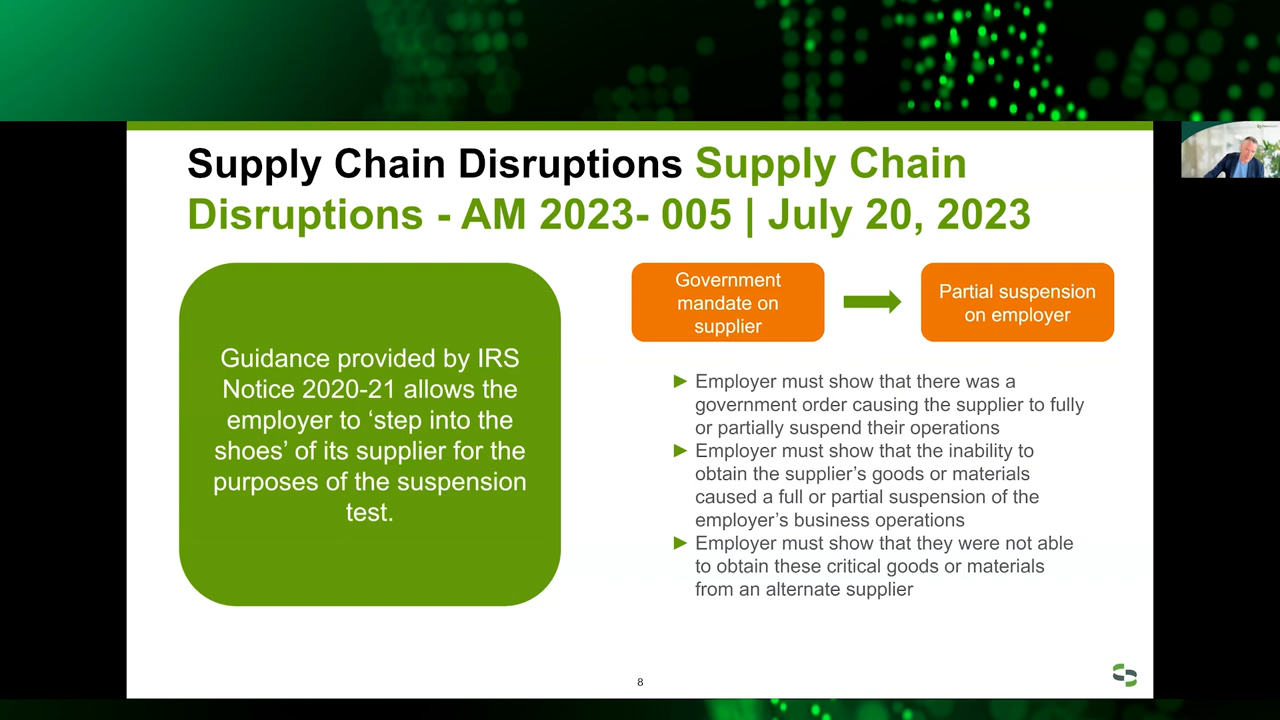 Supply Chain Disruptions Supply Chain
Disruptions - AM 2023- 005 | July 20, 2023
Guidance provided by IRS
Notice 2020-21 allows the
employer to ‘step into the
shoes’ of its supplier for the
purposes of the suspension
test.
Government
mandate on
supplier
Partial suspension
on employer
► Employer must show that there was a
government order causing the supplier to fully
or partially suspend their operations
► Employer must show that the inability to
obtain the supplier’s goods or materials
caused a full or partial suspension of the
employer’s business operations
► Employer must show that they were not able
to obtain these critical goods or materials
from an alternate supplier
8